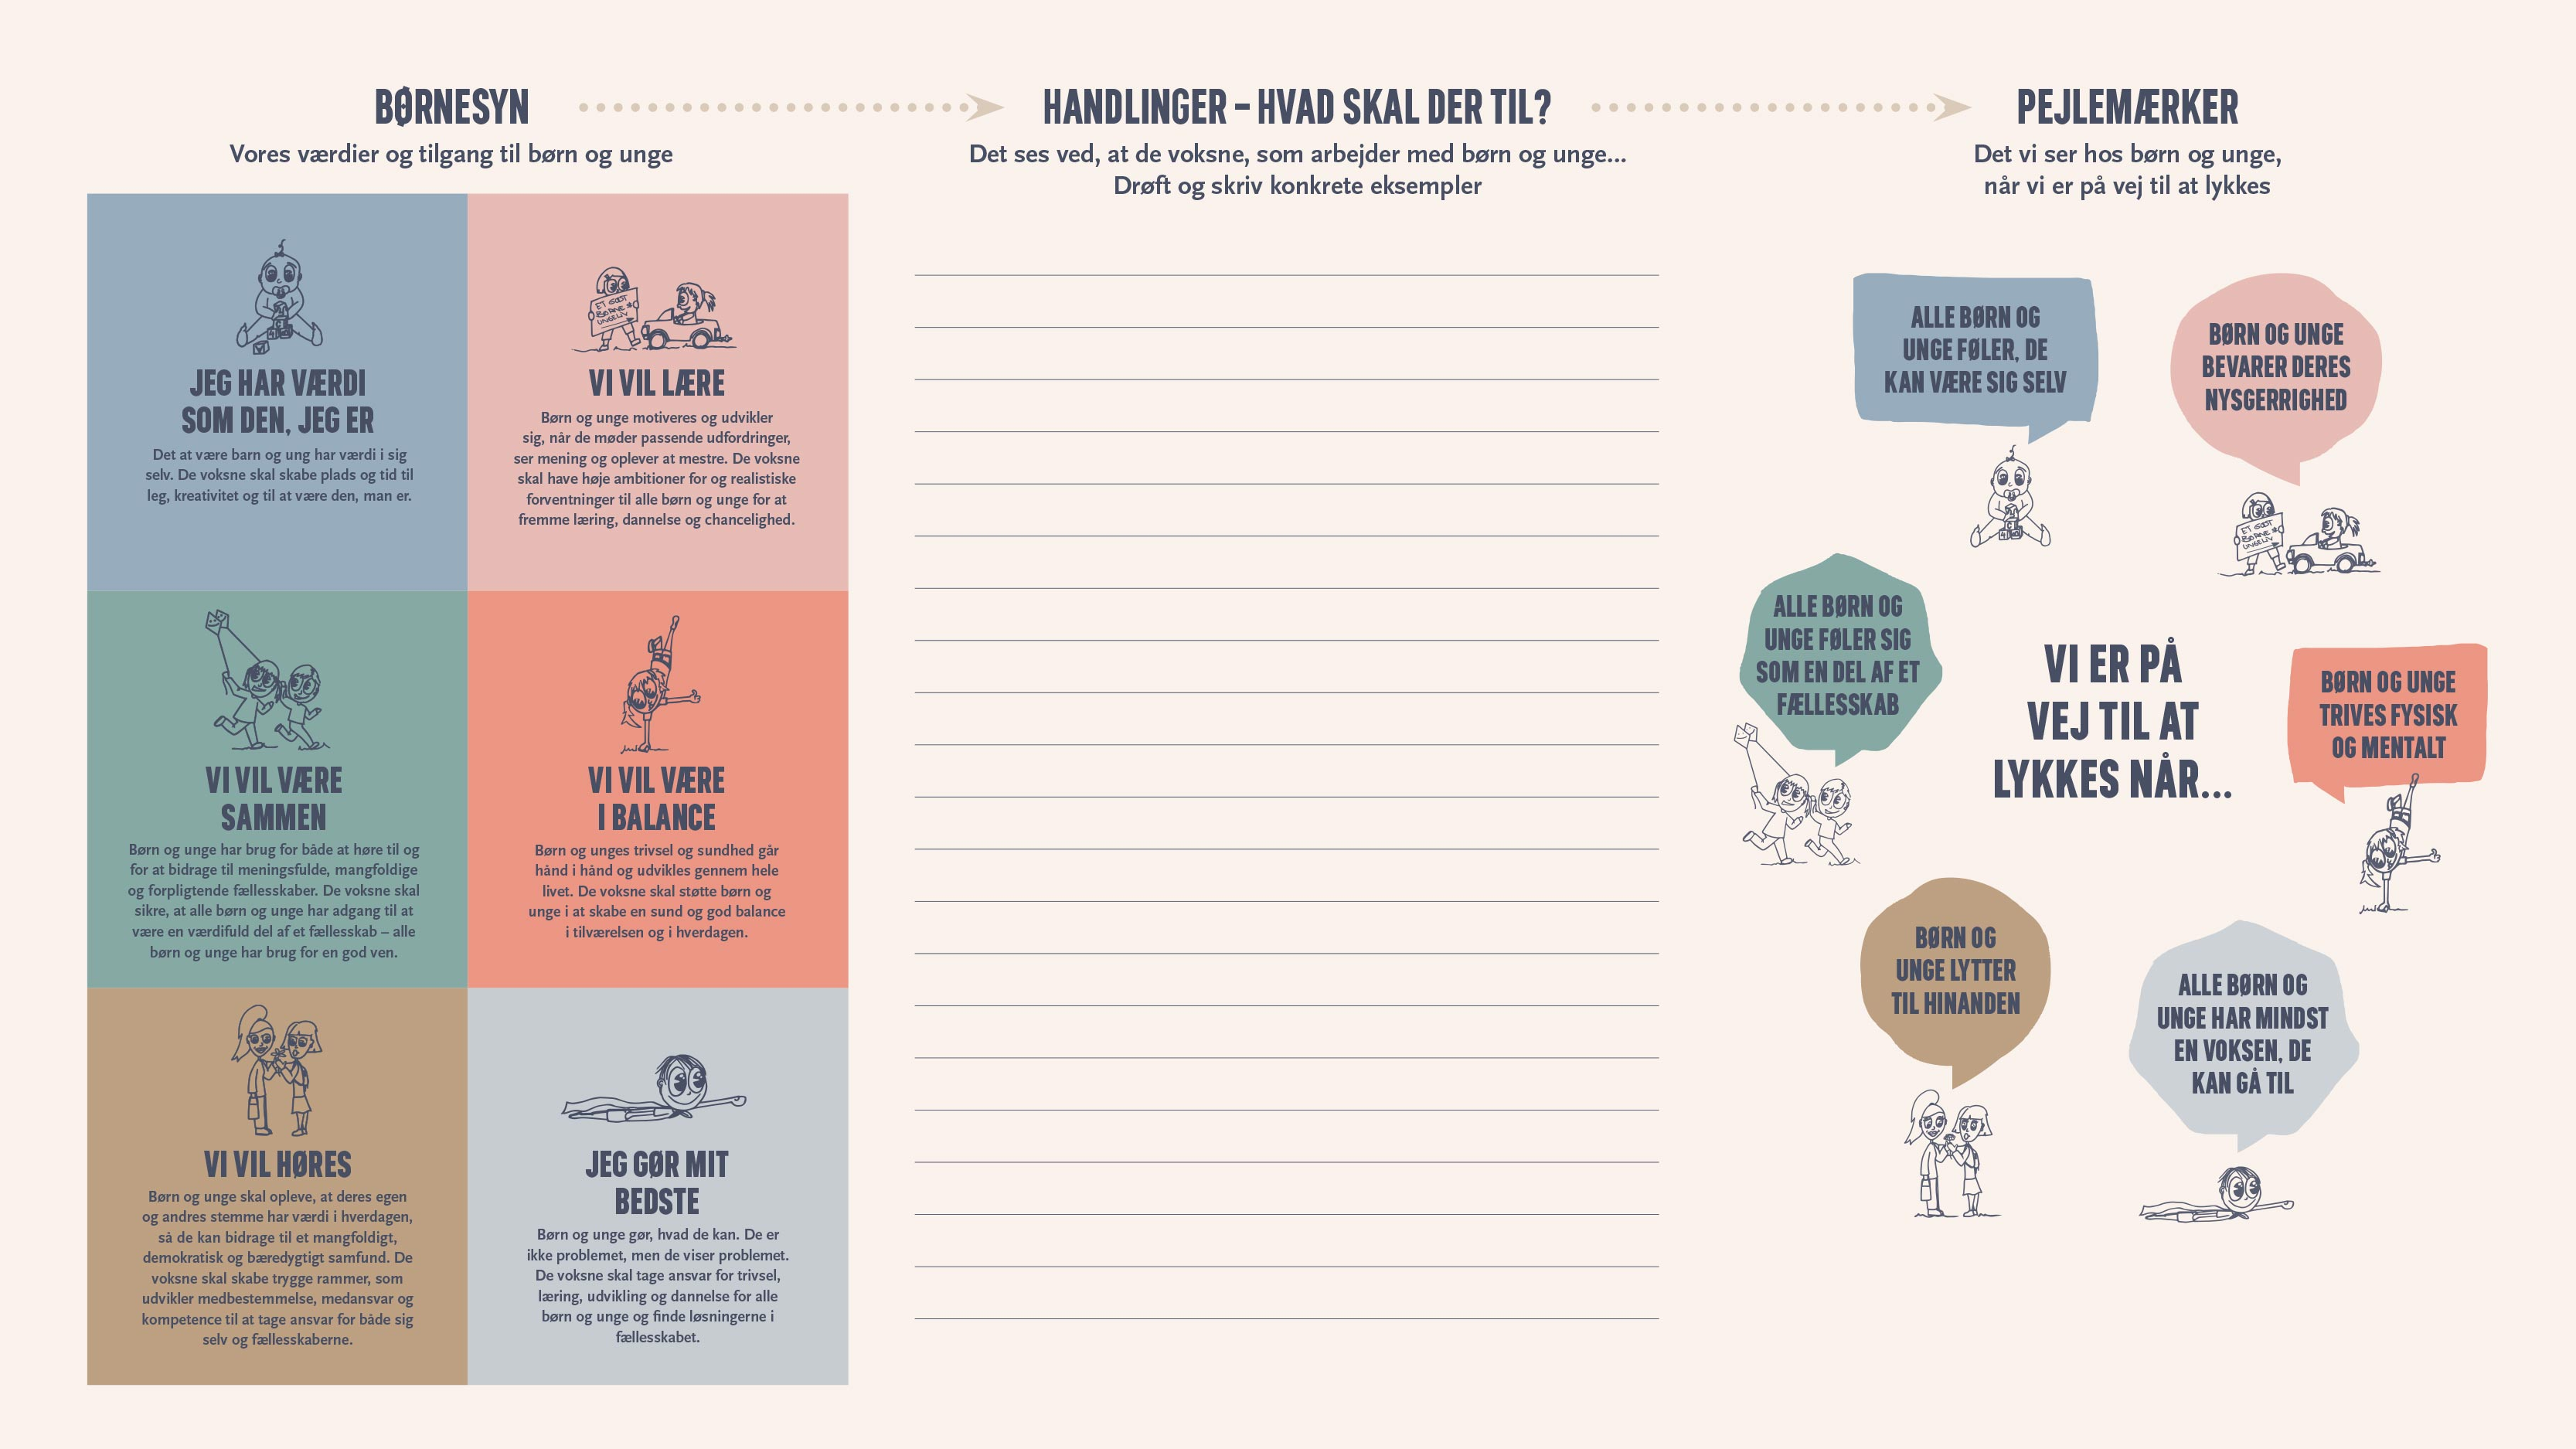 BØRNESYN
Vores værdier og tilgang til børn og unge
JEG HAR VÆRDI
SOM DEN, JEG ER
Det at være barn og ung har værdi i sig
selv. De voksne skal skabe plads og tid til
leg, kreativitet og til at være den, man er.
ET GODT
BØRNE
UNGELIV
VI VIL LÆRE
Børn og unge motiveres og udvikler
sig, når de møder passende udfordringer,
ser mening og oplever at mestre. De voksne
skal have høje ambitioner for og realistiske
forventninger til alle børn og unge for at
fremme læring, dannelse og chancelighed.
VI VIL VÆRE
SAMMEN
Børn og unge har brug for både at høre til og
for at bidrage til meningsfulde, mangfoldige
og forpligtende fællesskaber. De voksne skal
sikre, at alle børn og unge har adgang til at
være en værdifuld del af et fællesskab – alle
børn og unge har brug for en god ven.
VI VIL VÆRE
I BALANCE
Børn og unges trivsel og sundhed går
hånd i hånd og udvikles gennem hele
livet. De voksne skal støtte børn og
unge i at skabe en sund og god balance
i tilværelsen og i hverdagen.
VI VIL HØRES
Børn og unge skal opleve, at deres egen
og andres stemme har værdi i hverdagen,
så de kan bidrage til et mangfoldigt,
demokratisk og bæredygtigt samfund. De
voksne skal skabe trygge rammer, som
udvikler medbestemmelse, medansvar og
kompetence til at tage ansvar for både sig
selv og fællesskaberne.
JEG GØR MIT
BEDSTE
Børn og unge gør, hvad de kan. De er
ikke problemet, men de viser problemet.
De voksne skal tage ansvar for trivsel,
læring, udvikling og dannelse for alle
børn og unge og finde løsningerne i
fællesskabet.
HANDLINGER – HVAD SKAL DER TIL?
Det ses ved, at de voksne, som arbejder med børn og unge...
Drøft og skriv konkrete eksempler
PEJLEMÆRKER
Det vi ser hos børn og unge,
når vi er på vej til at lykkes
ALLE BØRN OG
UNGE FØLER, DE
KAN VÆRE SIG SELV
BØRN OG UNGE
BEVARER DERES
NYSGERRIGHED
ET GODT
BØRNE
UNGELIV
ALLE BØRN OG
UNGE FØLER SIG
SOM EN DEL AF ET
FÆLLESSKAB
VI ER PÅ
VEJ TIL AT
LYKKES NÅR...
BØRN OG UNGE
TRIVES FYSISK
OG MENTALT
BØRN OG
UNGE LYTTER
TIL HINANDEN
ALLE BØRN OG
UNGE HAR MINDST
EN VOKSEN, DE
KAN GÅ TIL